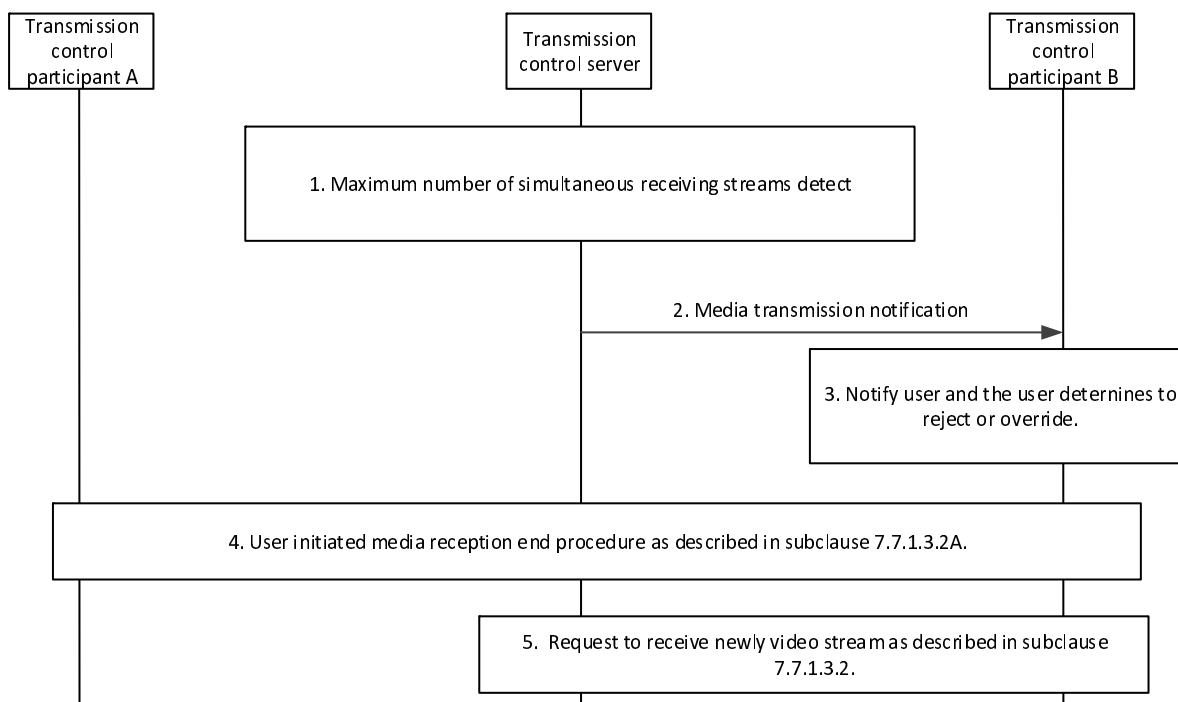 Transmission
control
participant A
Transmission
control server
Transmission
control
participant B
1. Maximum number of simultaneous receiving streams detect
2. Media transmission notification
3. Notify user and the user deternines to
reject or override.
4. User initiated media reception end procedure as described in subclause 7.7.1.3.2A.
5. Request to receive newly video stream as described in subclause
7.7.1.3.2.